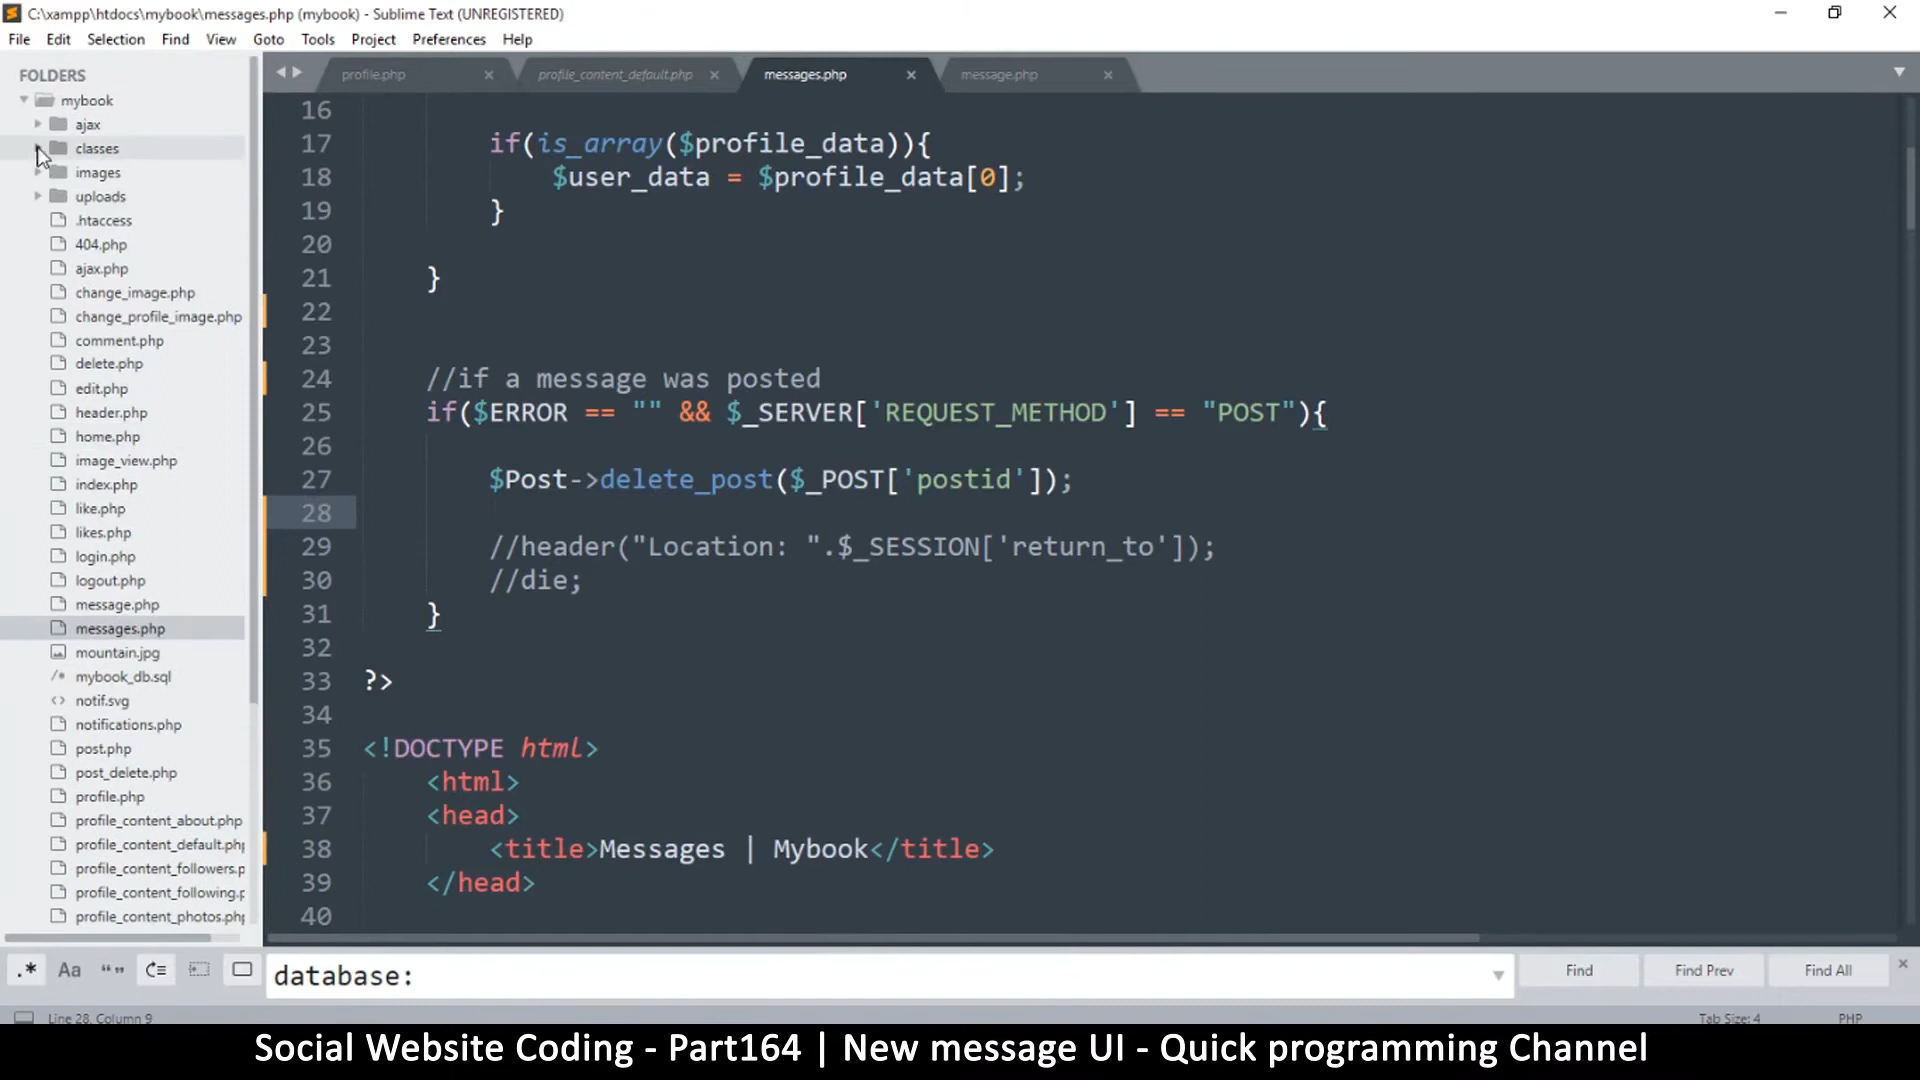 C:\xampp\htdocs\mybook\messages.php (mybook) - Sublime Text (UNREGISTERED)
File Edit Selection Find View Goto Tools Project Preferences Help
FOLDERS
mybook
ajax
classes
images
uploads
.htaccess
404.php
ajax.php
change_image.php
change_profile_image.php
comment.php
delete.php
edit.php
header.php
home.php
image_view.php
index.php
like.php
likes.php
login.php
logout.php
message.php
messages.php
mountain.jpg
mybook_db.sql
notif.svg
notifications.php
post.php
post_delete.php
profile.php
profile_content_about.php
profile_content_default.php
profile_content_followers.p
profile_content_following.p
profile_content_photos.php
profile.php profile_content_default.php messages.php message.php
16
17 if(is_array($profile_data)){
18 $user_data = $profile_data[0];
19 }
20
21 }
22
23
24 //if a message was posted
25 if($ERROR == "" && $_SERVER['REQUEST_METHOD'] == "POST"){
26
27 $Post->delete_post($_POST['postid']);
28
29 //header("Location: ".$_SESSION['return_to']);
30 //die;
31 }
32
33 ?>
34
35 <!DOCTYPE html>
36 <html>
37 <head>
38 <title>Messages | Mybook</title>
39 </head>
40
.* Aa “” database: Find Find Prev Find All
Line 28, Column 9 Tab Size: 4 PHP
Social Website Coding - Part164 | New message UI - Quick programming Channel